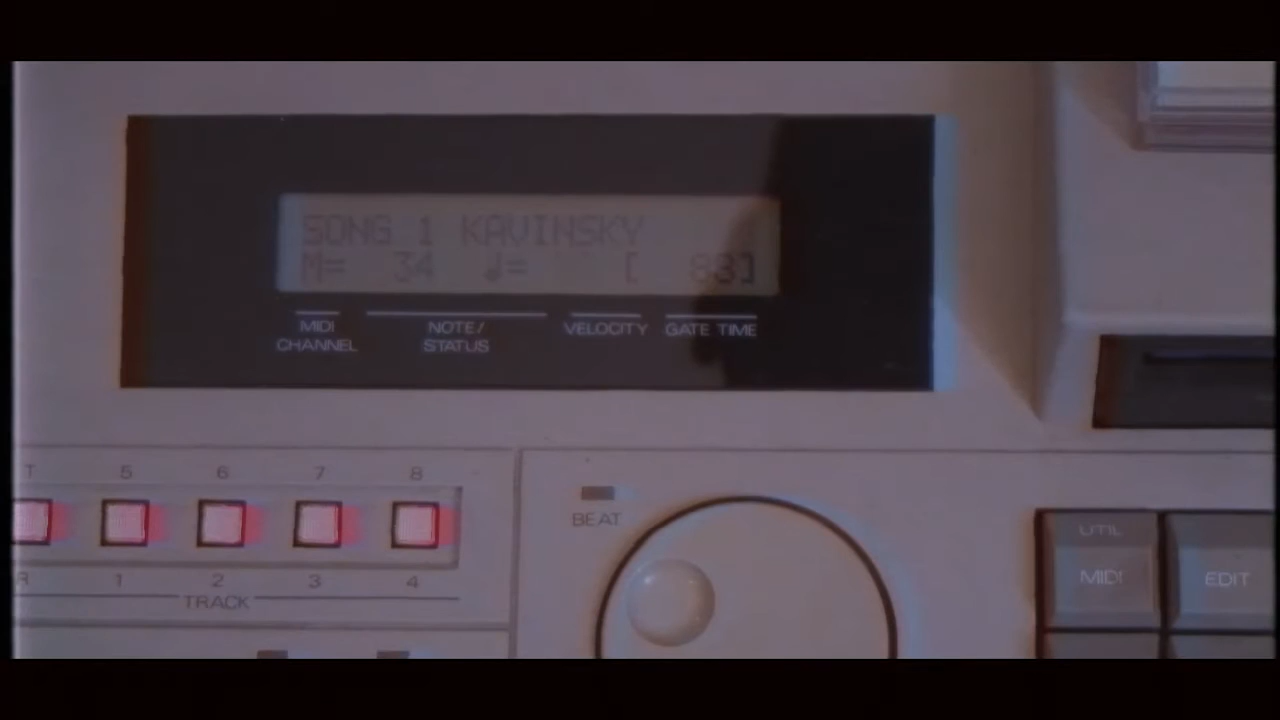 SONG 1 KAVINSKY
M= 34 ♩= [ 83]
MIDI CHANNEL
NOTE/ STATUS
VELOCITY
GATE TIME
T 5 6 7 8
R 1 2 3 4
TRACK
BEAT
UTIL
MIDI
EDIT